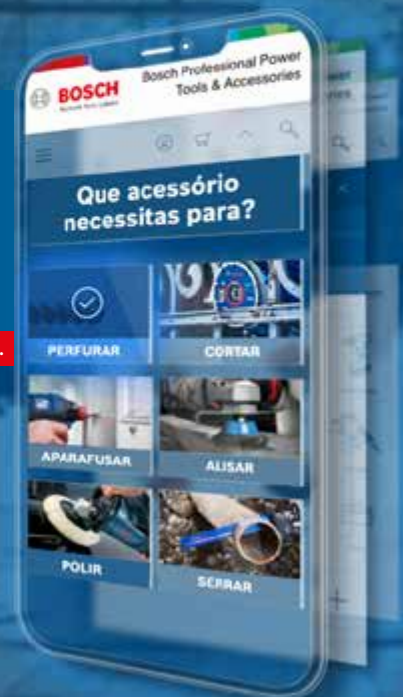 BOSCH
Bosch Professional Power
Tools & Accessories
Que acessório
necessitas para?
PERFURAR
CORTAR
APARAFUSAR
ALISAR
POLIR
SERRAR